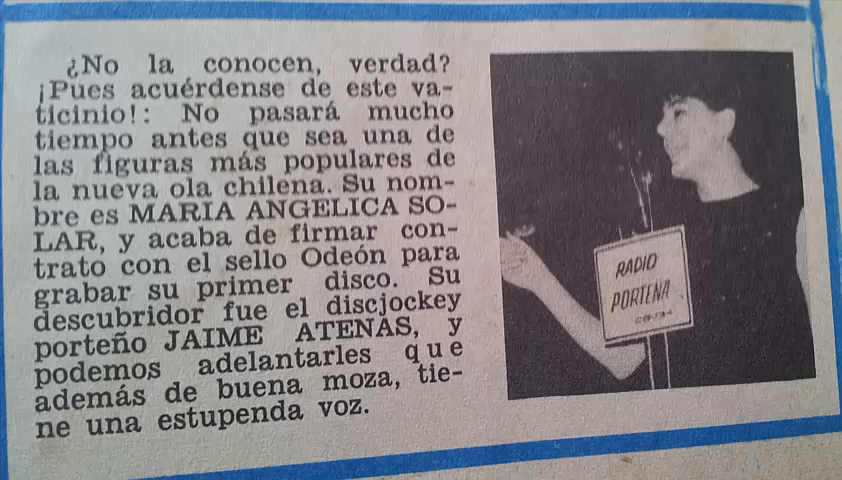 ¿No la conocen, verdad?
¡Pues acuérdense de este va-
ticinio!: No pasará mucho
tiempo antes que sea una de
las figuras más populares de
la nueva ola chilena. Su nom-
bre es MARIA ANGELICA SO-
LAR, y acaba de firmar con-
trato con el sello Odeón para
grabar su primer disco. Su
descubridor fue el discjockey
porteño JAIME ATENAS, y
podemos adelantarles que
además de buena moza, tie-
ne una estupenda voz.
RADIO
PORTEÑA